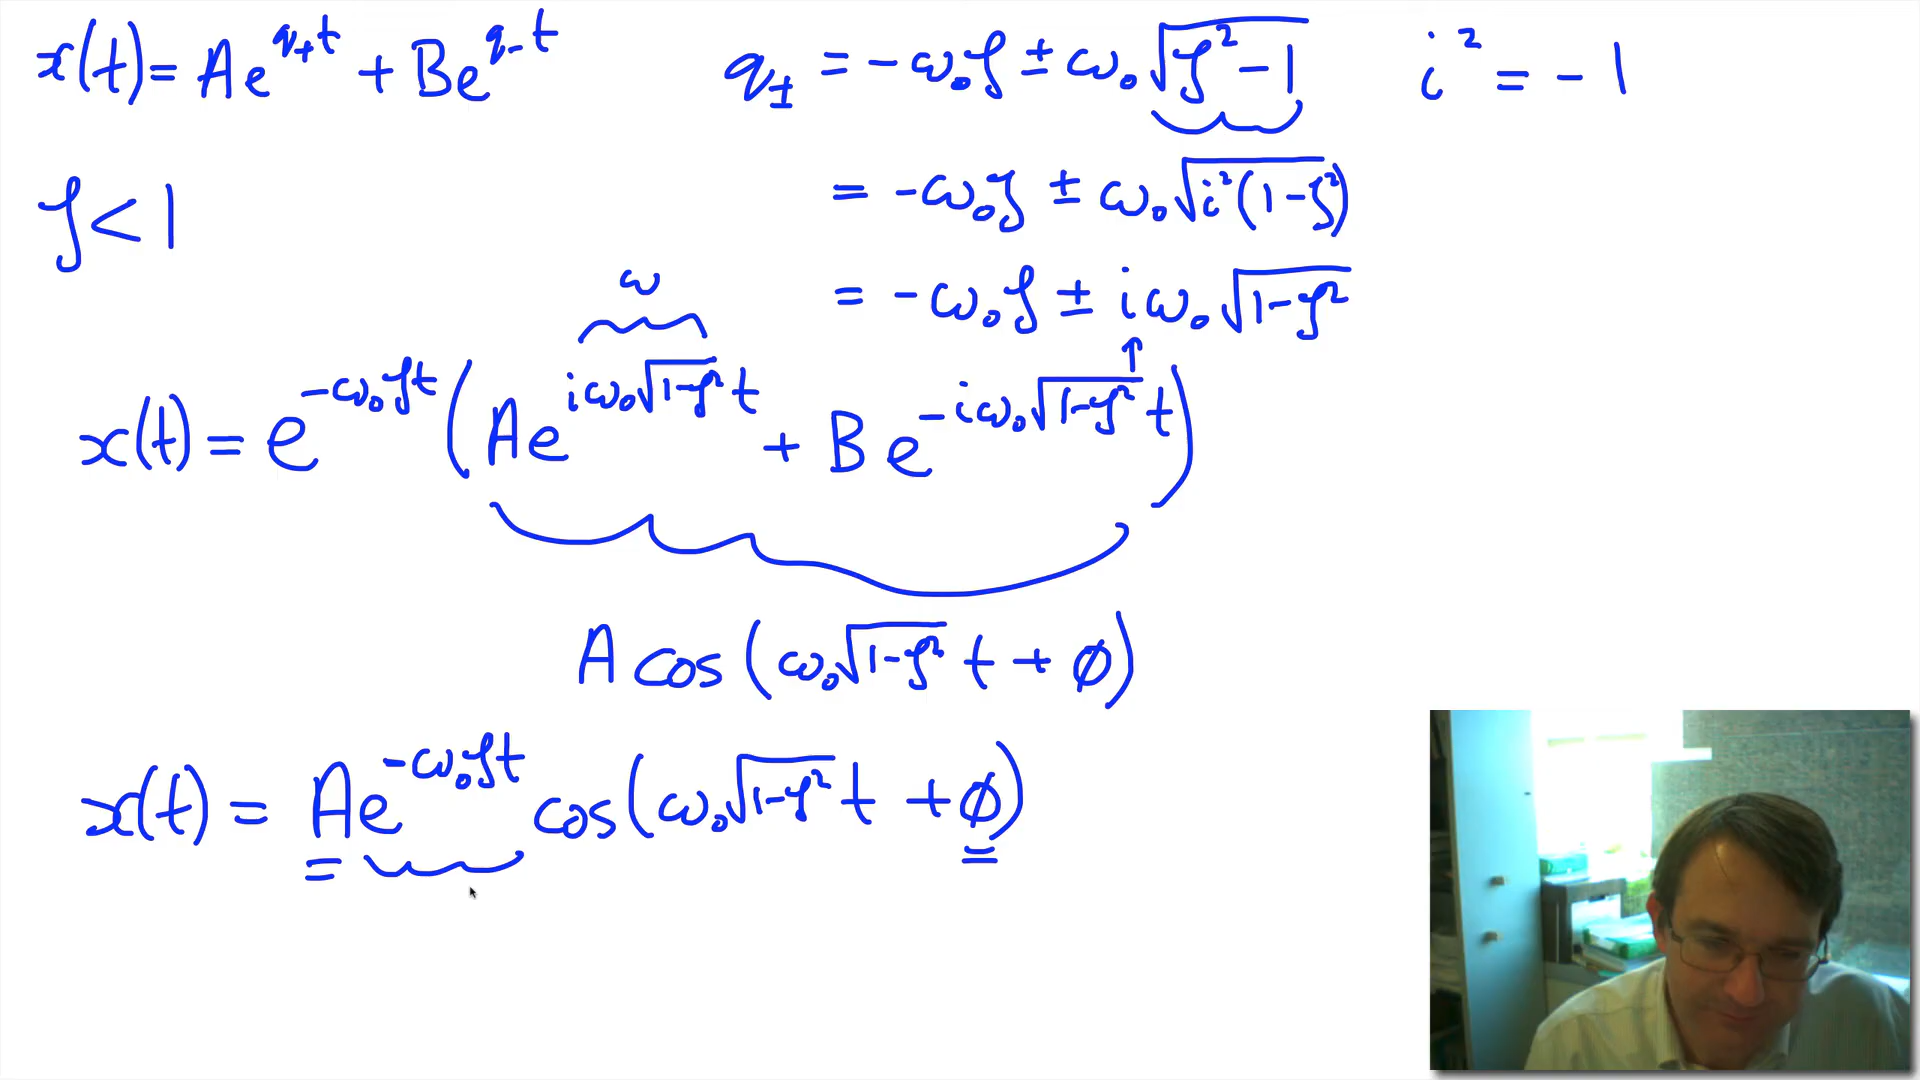 x(t) = Ae^{q₊t} + Be^{q₋t} q± = -ω₀ζ ± ω₀√(ζ²-1) i² = -1
= -ω₀ζ ± ω₀√(i²(1-ζ²))
ζ < 1
= -ω₀ζ ± iω₀√(1-ζ²)
ω
↑
x(t) = e^{-ω₀ζt} (Ae^{iω₀√(1-ζ²) t} + Be^{-iω₀√(1-ζ²) t})
A cos(ω₀√(1-ζ²) t + φ)
x(t) = Ae^{-ω₀ζt} cos(ω₀√(1-ζ²) t + φ)